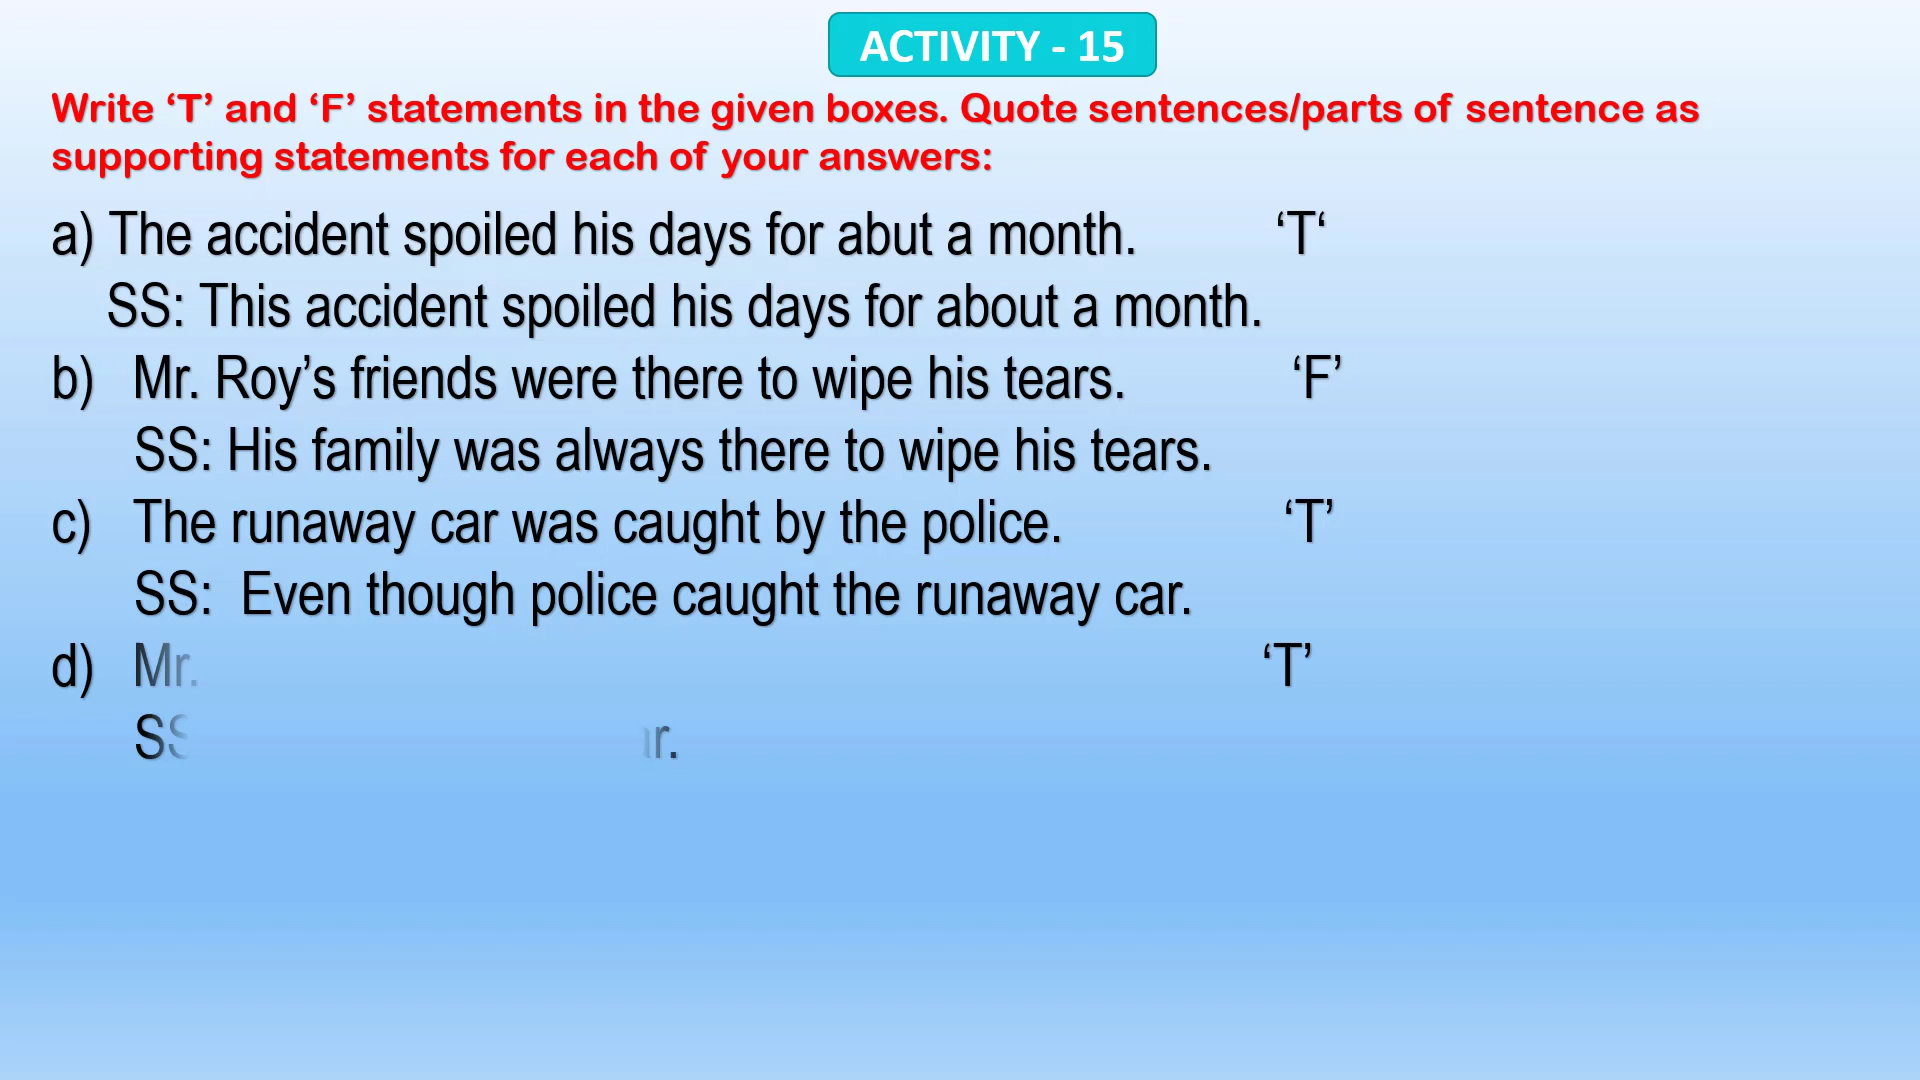 ACTIVITY - 15
Write ‘T’ and ‘F’ statements in the given boxes. Quote sentences/parts of sentence as
supporting statements for each of your answers:
a) The accident spoiled his days for abut a month. ‘T‘
SS: This accident spoiled his days for about a month.
b) Mr. Roy’s friends were there to wipe his tears. ‘F’
SS: His family was always there to wipe his tears.
c) The runaway car was caught by the police. ‘T’
SS: Even though police caught the runaway car.
d) Mr. ‘T’
SS